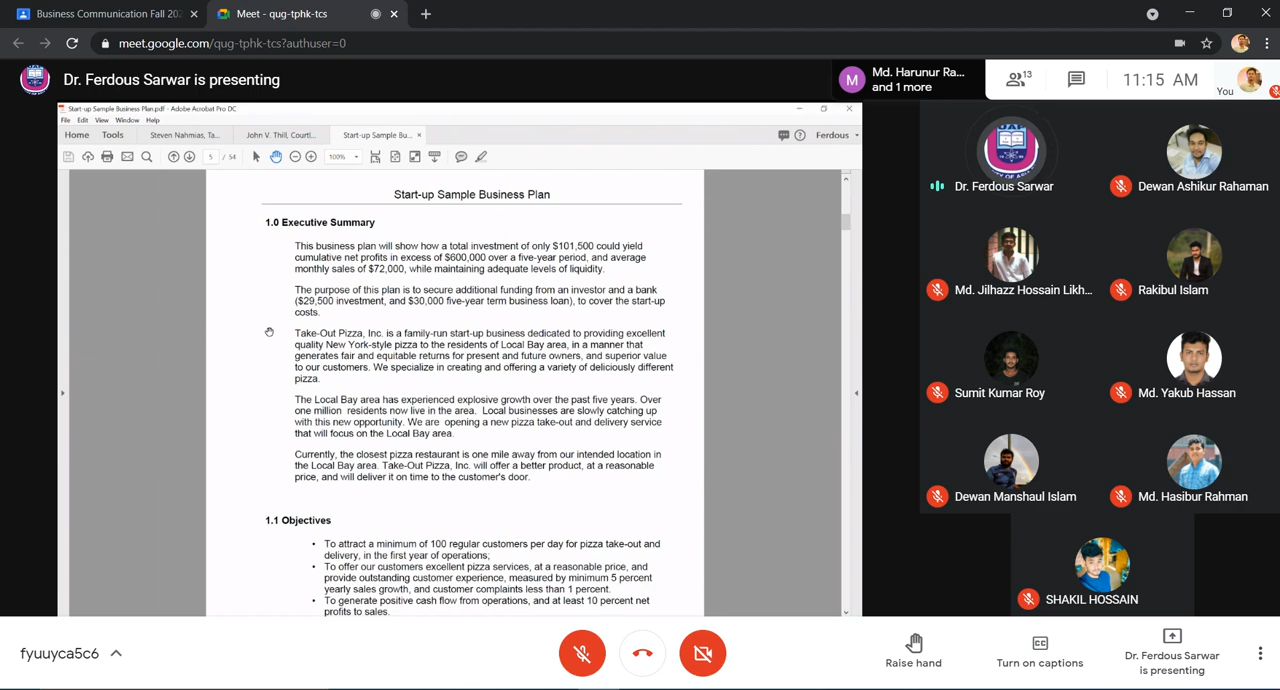 Business Communication Fall 202
Meet - qug-tphk-tcs
meet.google.com/qug-tphk-tcs?authuser=0
Dr. Ferdous Sarwar is presenting
M
Md. Harunur Ra...
and 1 more
13
11:15 AM
You
Start-up Sample Business Plan.pdf - Adobe Acrobat Pro DC
File Edit View Window Help
Home Tools Steven Nahmias, Ta... John V. Thill, Courtl... Start-up Sample Bu... Ferdous
5 / 54 100%
Start-up Sample Business Plan
1.0 Executive Summary
This business plan will show how a total investment of only $101,500 could yield
cumulative net profits in excess of $600,000 over a five-year period, and average
monthly sales of $72,000, while maintaining adequate levels of liquidity.
The purpose of this plan is to secure additional funding from an investor and a bank
($29,500 investment, and $30,000 five-year term business loan), to cover the start-up
costs.
Take-Out Pizza, Inc. is a family-run start-up business dedicated to providing excellent
quality New York-style pizza to the residents of Local Bay area, in a manner that
generates fair and equitable returns for present and future owners, and superior value
to our customers. We specialize in creating and offering a variety of deliciously different
pizza.
The Local Bay area has experienced explosive growth over the past five years. Over
one million residents now live in the area. Local businesses are slowly catching up
with this new opportunity. We are opening a new pizza take-out and delivery service
that will focus on the Local Bay area.
Currently, the closest pizza restaurant is one mile away from our intended location in
the Local Bay area. Take-Out Pizza, Inc. will offer a better product, at a reasonable
price, and will deliver it on time to the customer's door.
1.1 Objectives
• To attract a minimum of 100 regular customers per day for pizza take-out and
delivery, in the first year of operations;
• To offer our customers excellent pizza services, at a reasonable price, and
provide outstanding customer experience, measured by minimum 5 percent
yearly sales growth, and customer complaints less than 1 percent.
• To generate positive cash flow from operations, and at least 10 percent net
profits to sales.
Dr. Ferdous Sarwar
Dewan Ashikur Rahaman
Md. Jilhazz Hossain Likh...
Rakibul Islam
Sumit Kumar Roy
Md. Yakub Hassan
Dewan Manshaul Islam
Md. Hasibur Rahman
SHAKIL HOSSAIN
fyuuyca5c6
Raise hand
Turn on captions
Dr. Ferdous Sarwar
is presenting